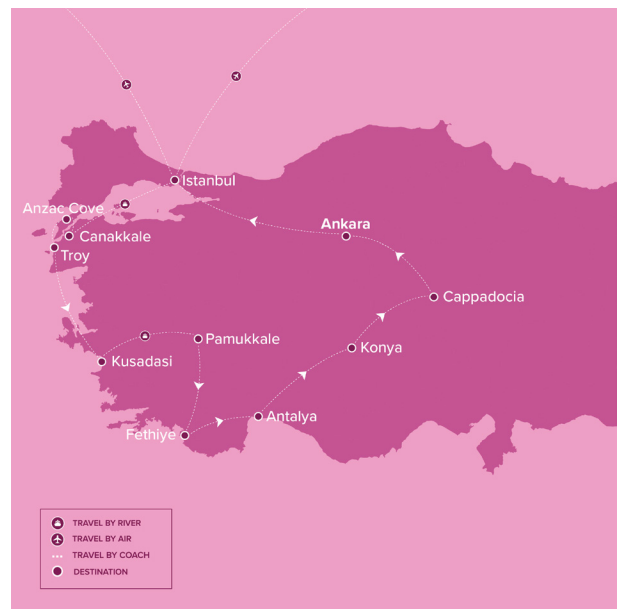 Istanbul
Anzac Cove
Canakkale
Troy
Ankara
Cappadocia
Pamukkale
Konya
Kusadasi
Antalya
Fethiye
TRAVEL BY RIVER
TRAVEL BY AIR
TRAVEL BY COACH
DESTINATION